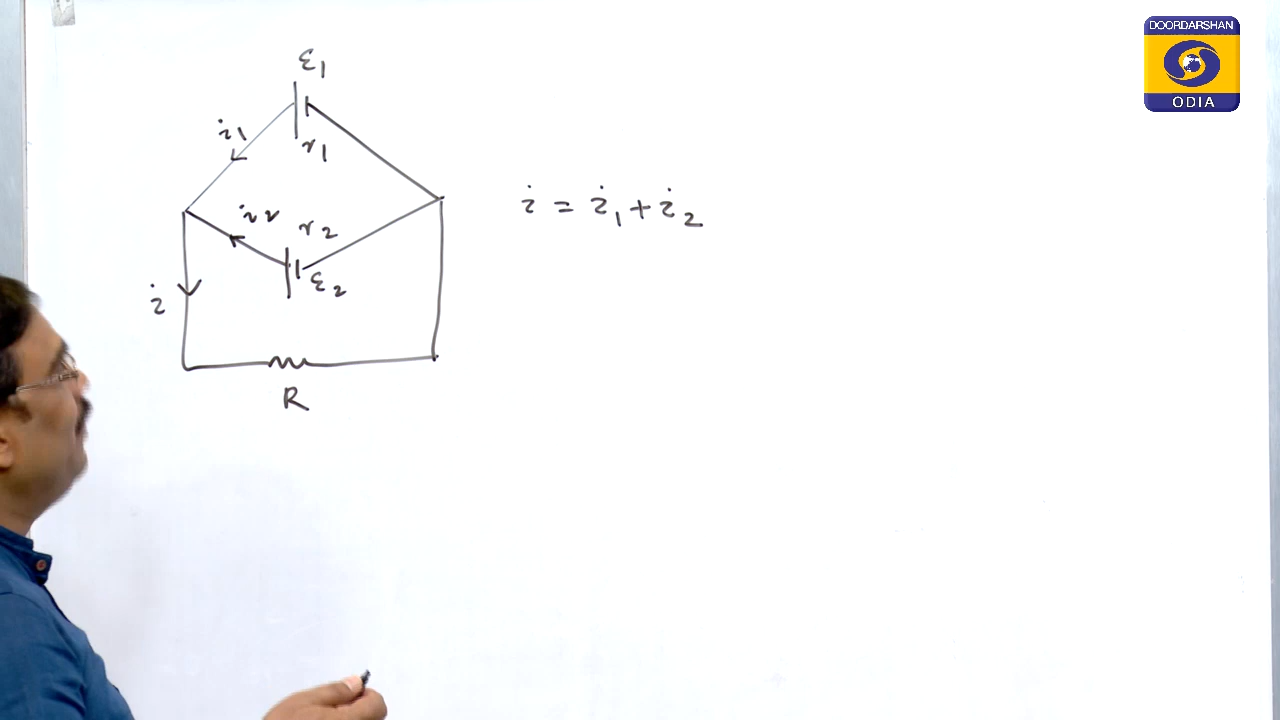 DOORDARSHAN
ODIA
ε₁
i₁
r₁
i₂
r₂
ε₂
i
R
i = i₁ + i₂